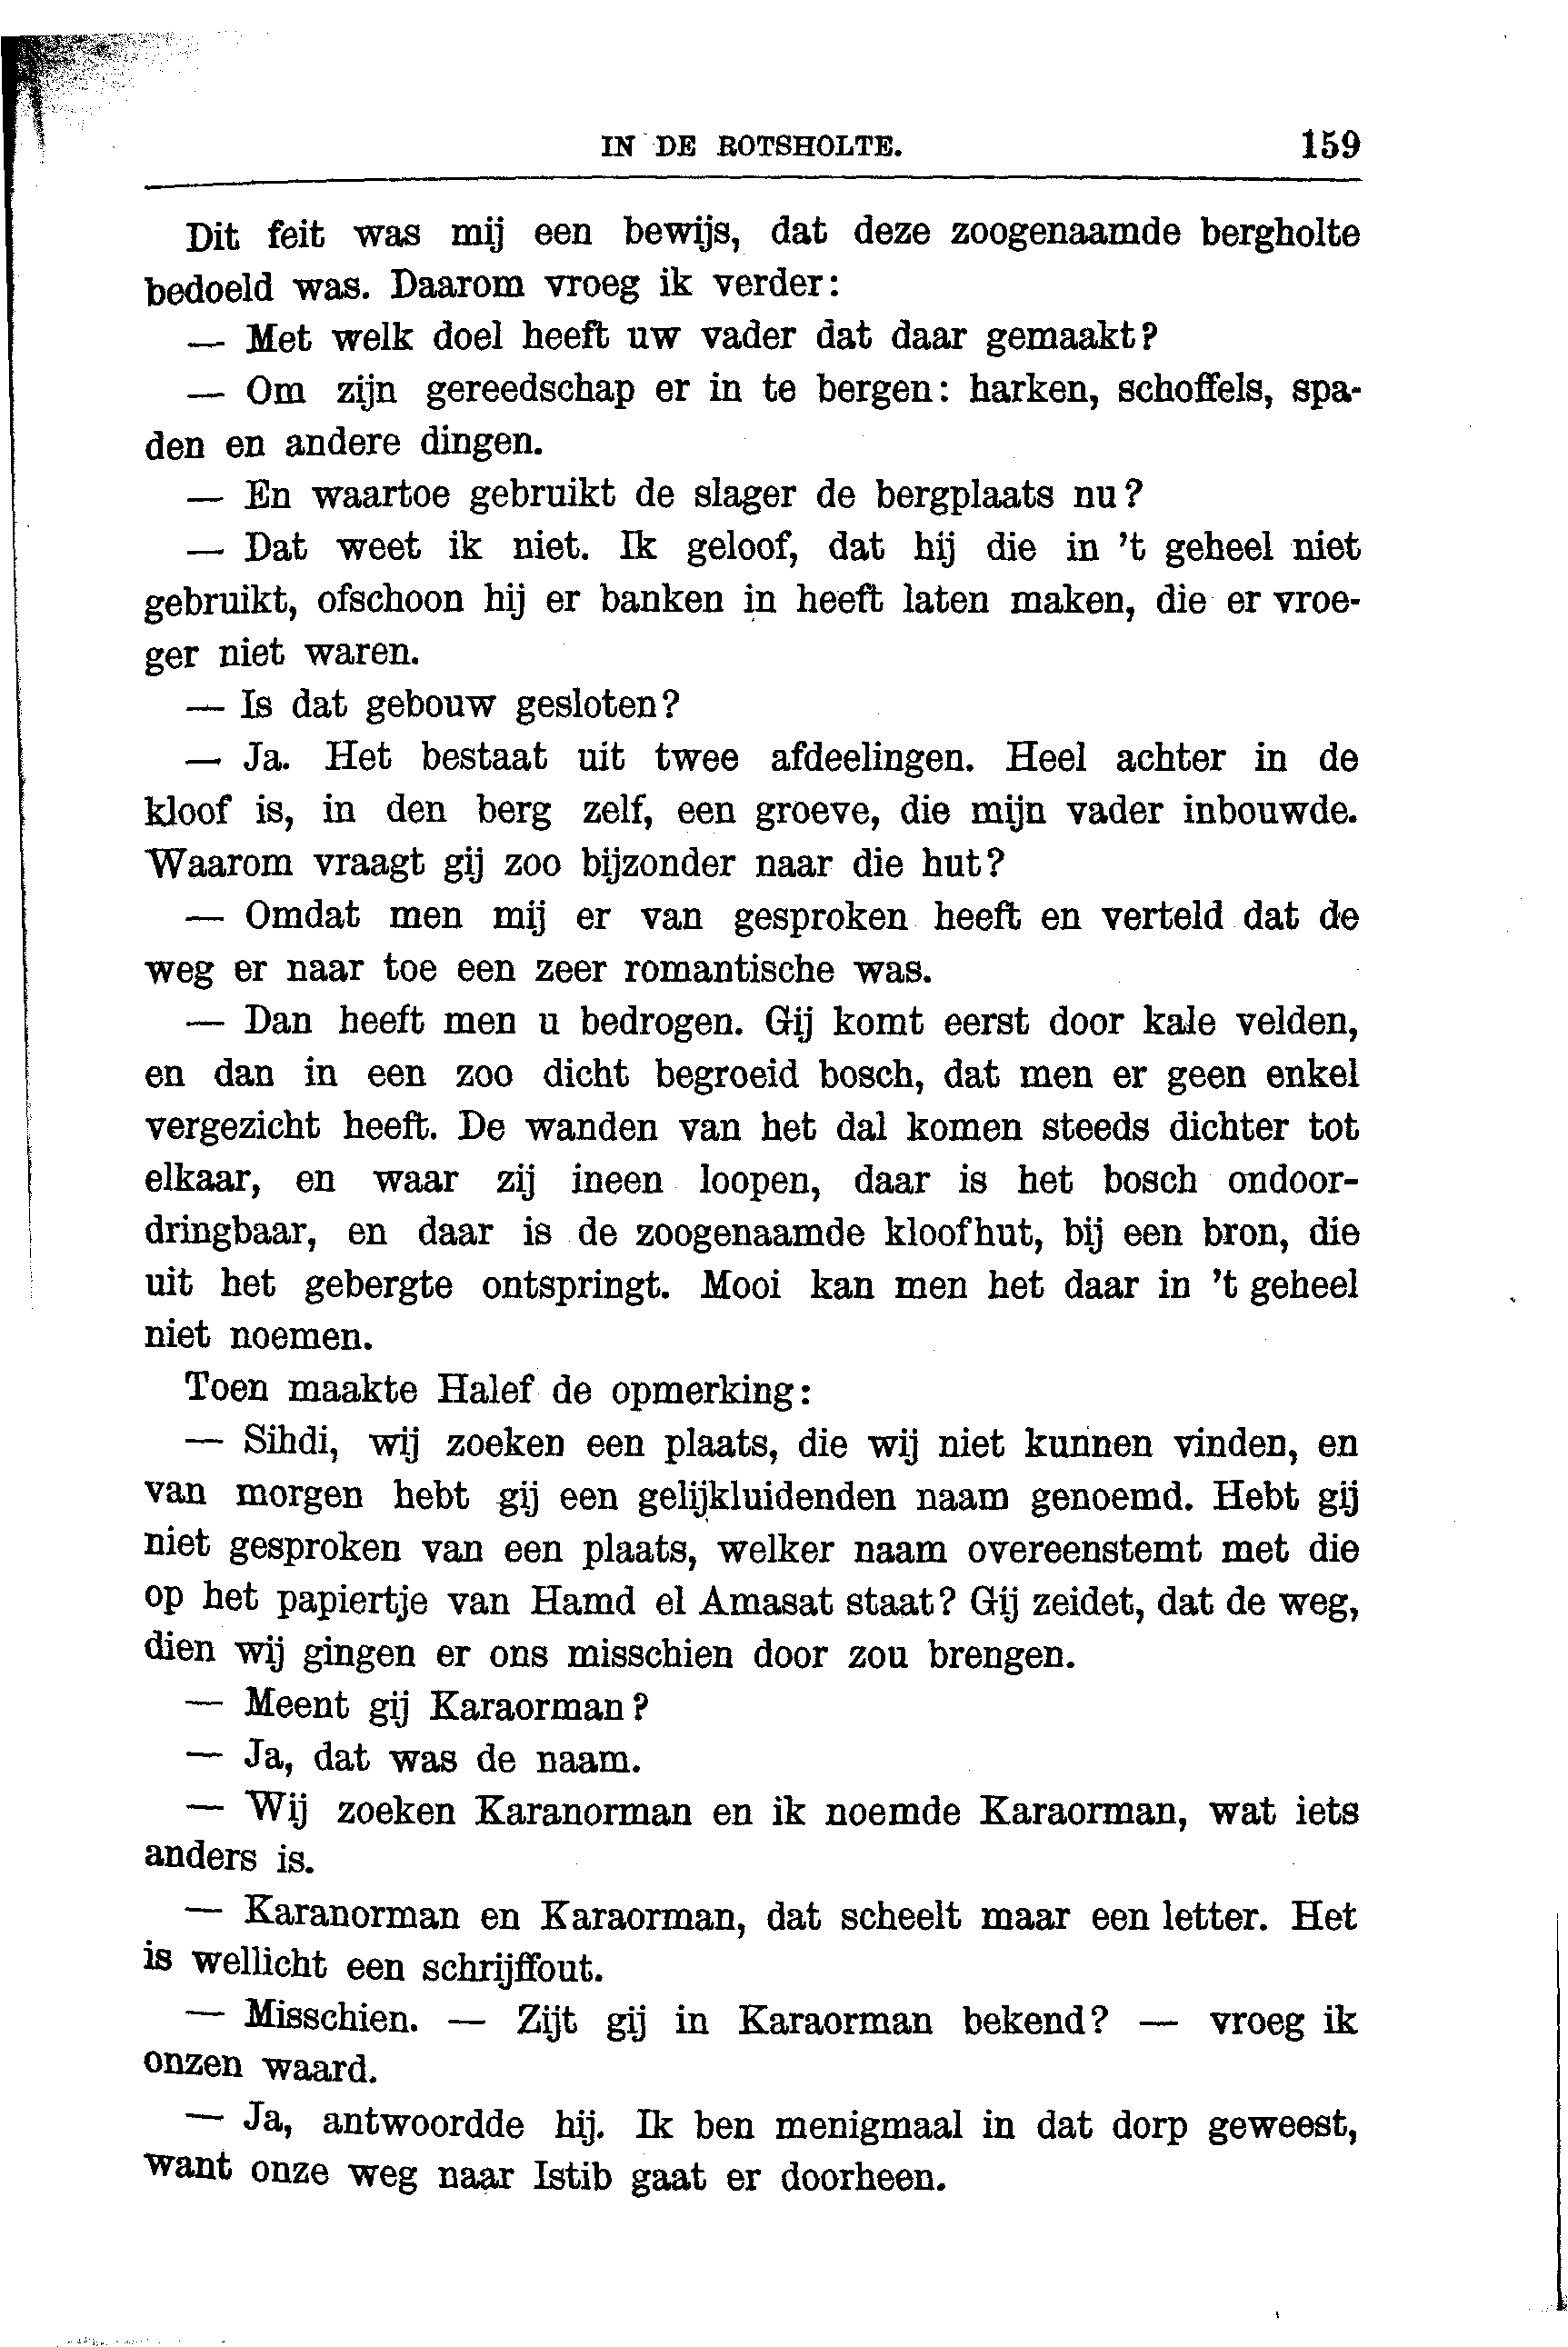 IN DE ROTSHOLTE. 159
Dit feit was mij een bewijs, dat deze zoogenaamde bergholte
bedoeld was. Daarom vroeg ik verder:
— Met welk doel heeft uw vader dat daar gemaakt?
— Om zijn gereedschap er in te bergen: harken, schoffels, spa-
den en andere dingen.
— En waartoe gebruikt de slager de bergplaats nu?
— Dat weet ik niet. Ik geloof, dat hij die in 't geheel niet
gebruikt, ofschoon hij er banken in heeft laten maken, die er vroe-
ger niet waren.
— Is dat gebouw gesloten?
— Ja. Het bestaat uit twee afdeelingen. Heel achter in de
kloof is, in den berg zelf, een groeve, die mijn vader inbouwde.
Waarom vraagt gij zoo bijzonder naar die hut?
— Omdat men mij er van gesproken heeft en verteld dat de
weg er naar toe een zeer romantische was.
— Dan heeft men u bedrogen. Gij komt eerst door kale velden,
en dan in een zoo dicht begroeid bosch, dat men er geen enkel
vergezicht heeft. De wanden van het dal komen steeds dichter tot
elkaar, en waar zij ineen loopen, daar is het bosch ondoor-
dringbaar, en daar is de zoogenaamde kloofhut, bij een bron, die
uit het gebergte ontspringt. Mooi kan men het daar in 't geheel
niet noemen.
Toen maakte Halef de opmerking:
— Sihdi, wij zoeken een plaats, die wij niet kunnen vinden, en
van morgen hebt gij een gelijkluidenden naam genoemd. Hebt gij
niet gesproken van een plaats, welker naam overeenstemt met die
op het papiertje van Hamd el Amasat staat? Gij zeidet, dat de weg,
dien wij gingen er ons misschien door zou brengen.
— Meent gij Karaorman?
— Ja, dat was de naam.
— Wij zoeken Karanorman en ik noemde Karaorman, wat iets
anders is.
— Karanorman en Karaorman, dat scheelt maar een letter. Het
is wellicht een schrijffout.
— Misschien. — Zijt gij in Karaorman bekend? — vroeg ik
onzen waard.
— Ja, antwoordde hij. Ik ben menigmaal in dat dorp geweest,
want onze weg naar Istib gaat er doorheen.